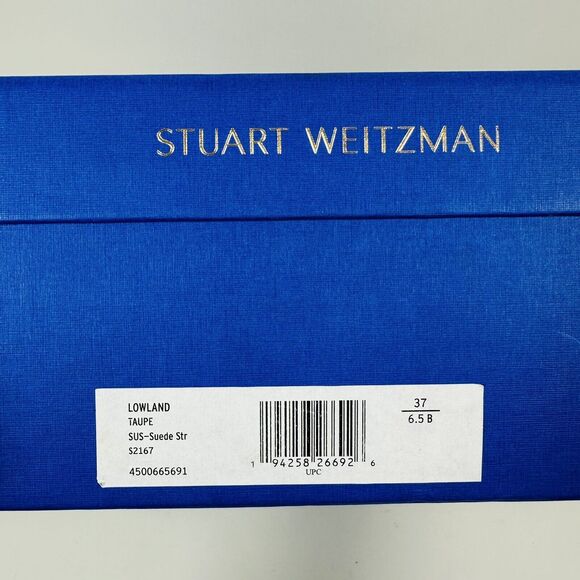 STUART WEITZMAN
LOWLAND
TAUPE
SUS-Suede Str
S2167
4500665691
1 94258 26692 6
UPC
37
6.5 B